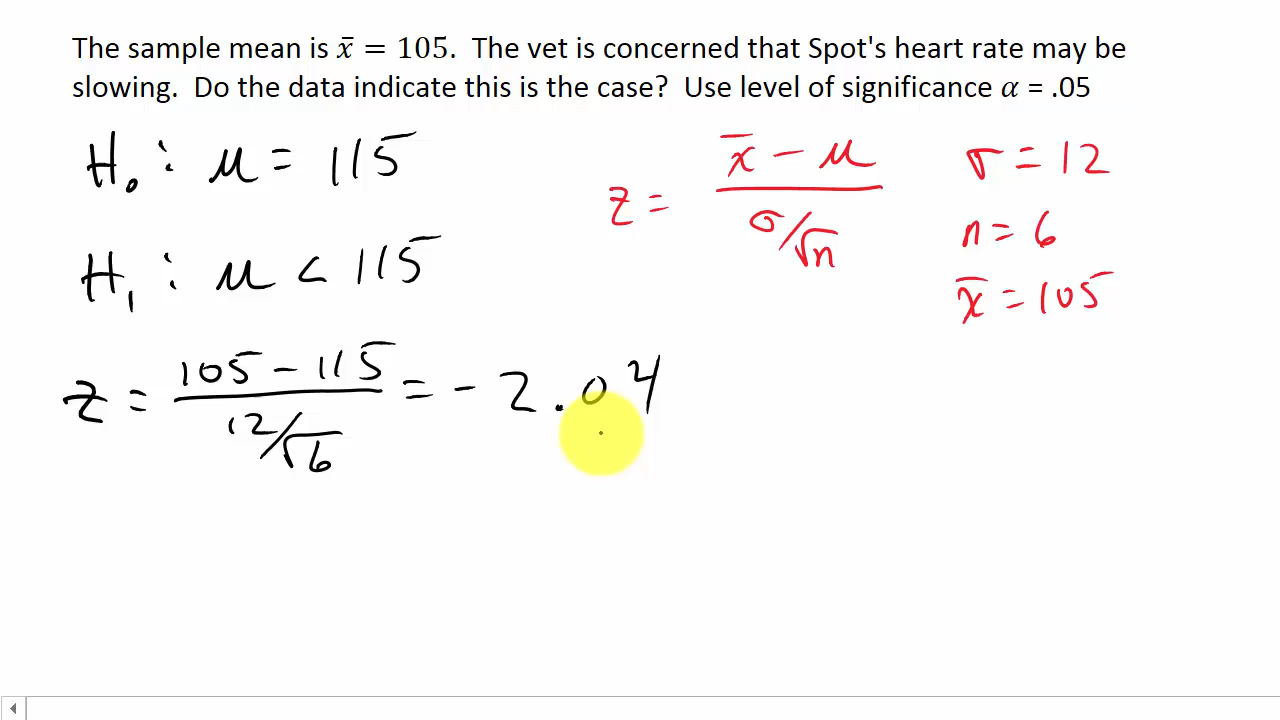 The sample mean is x̄ = 105.  The vet is concerned that Spot's heart rate may be
slowing.  Do the data indicate this is the case?  Use level of significance α = .05
H₀ : μ = 115
H₁ : μ < 115
z = (105 - 115)/(12/√6) = -2.04
z = (x̄ - μ)/(σ/√n)
σ = 12
n = 6
x̄ = 105